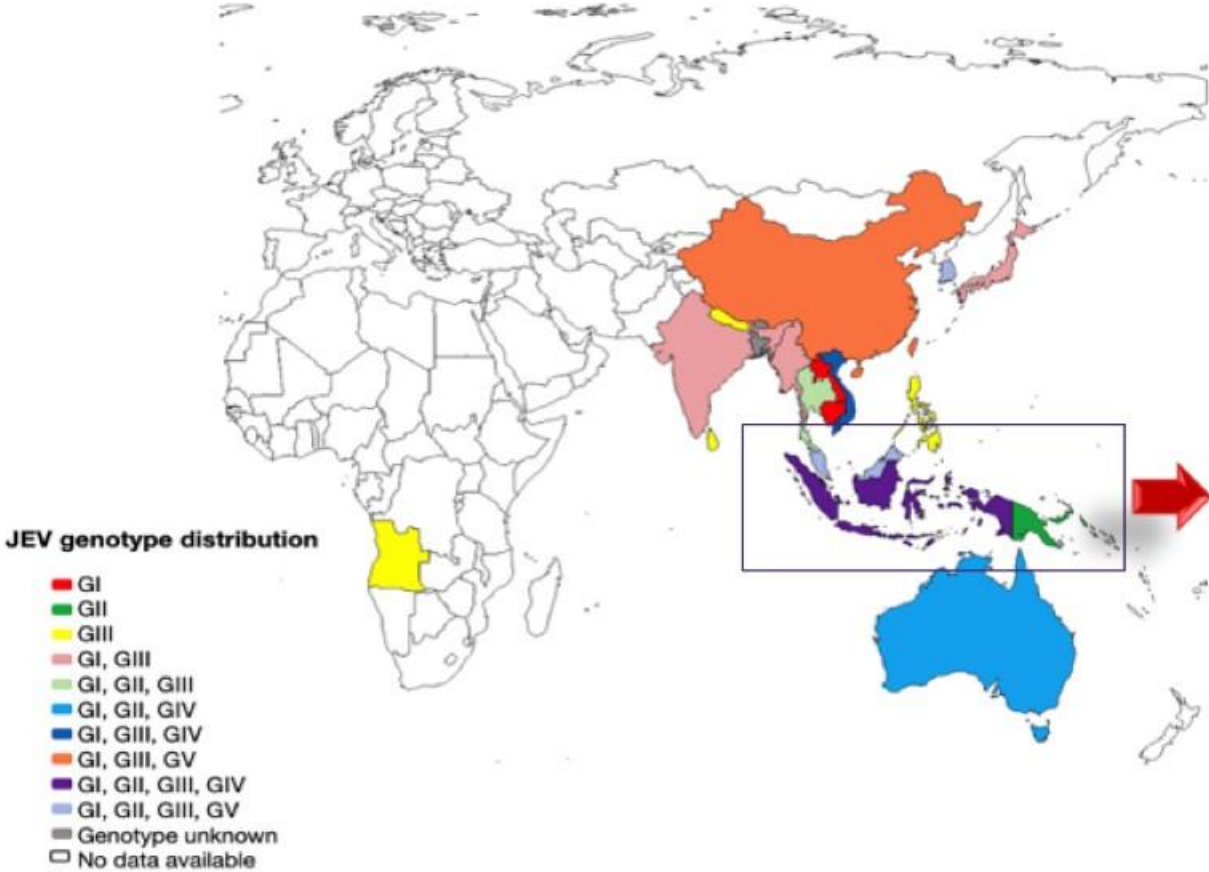 JEV genotype distribution
GI
GII
GIII
GI, GIII
GI, GII, GIII
GI, GII, GIV
GI, GIII, GIV
GI, GIII, GV
GI, GII, GIII, GIV
GI, GII, GIII, GV
Genotype unknown
No data available